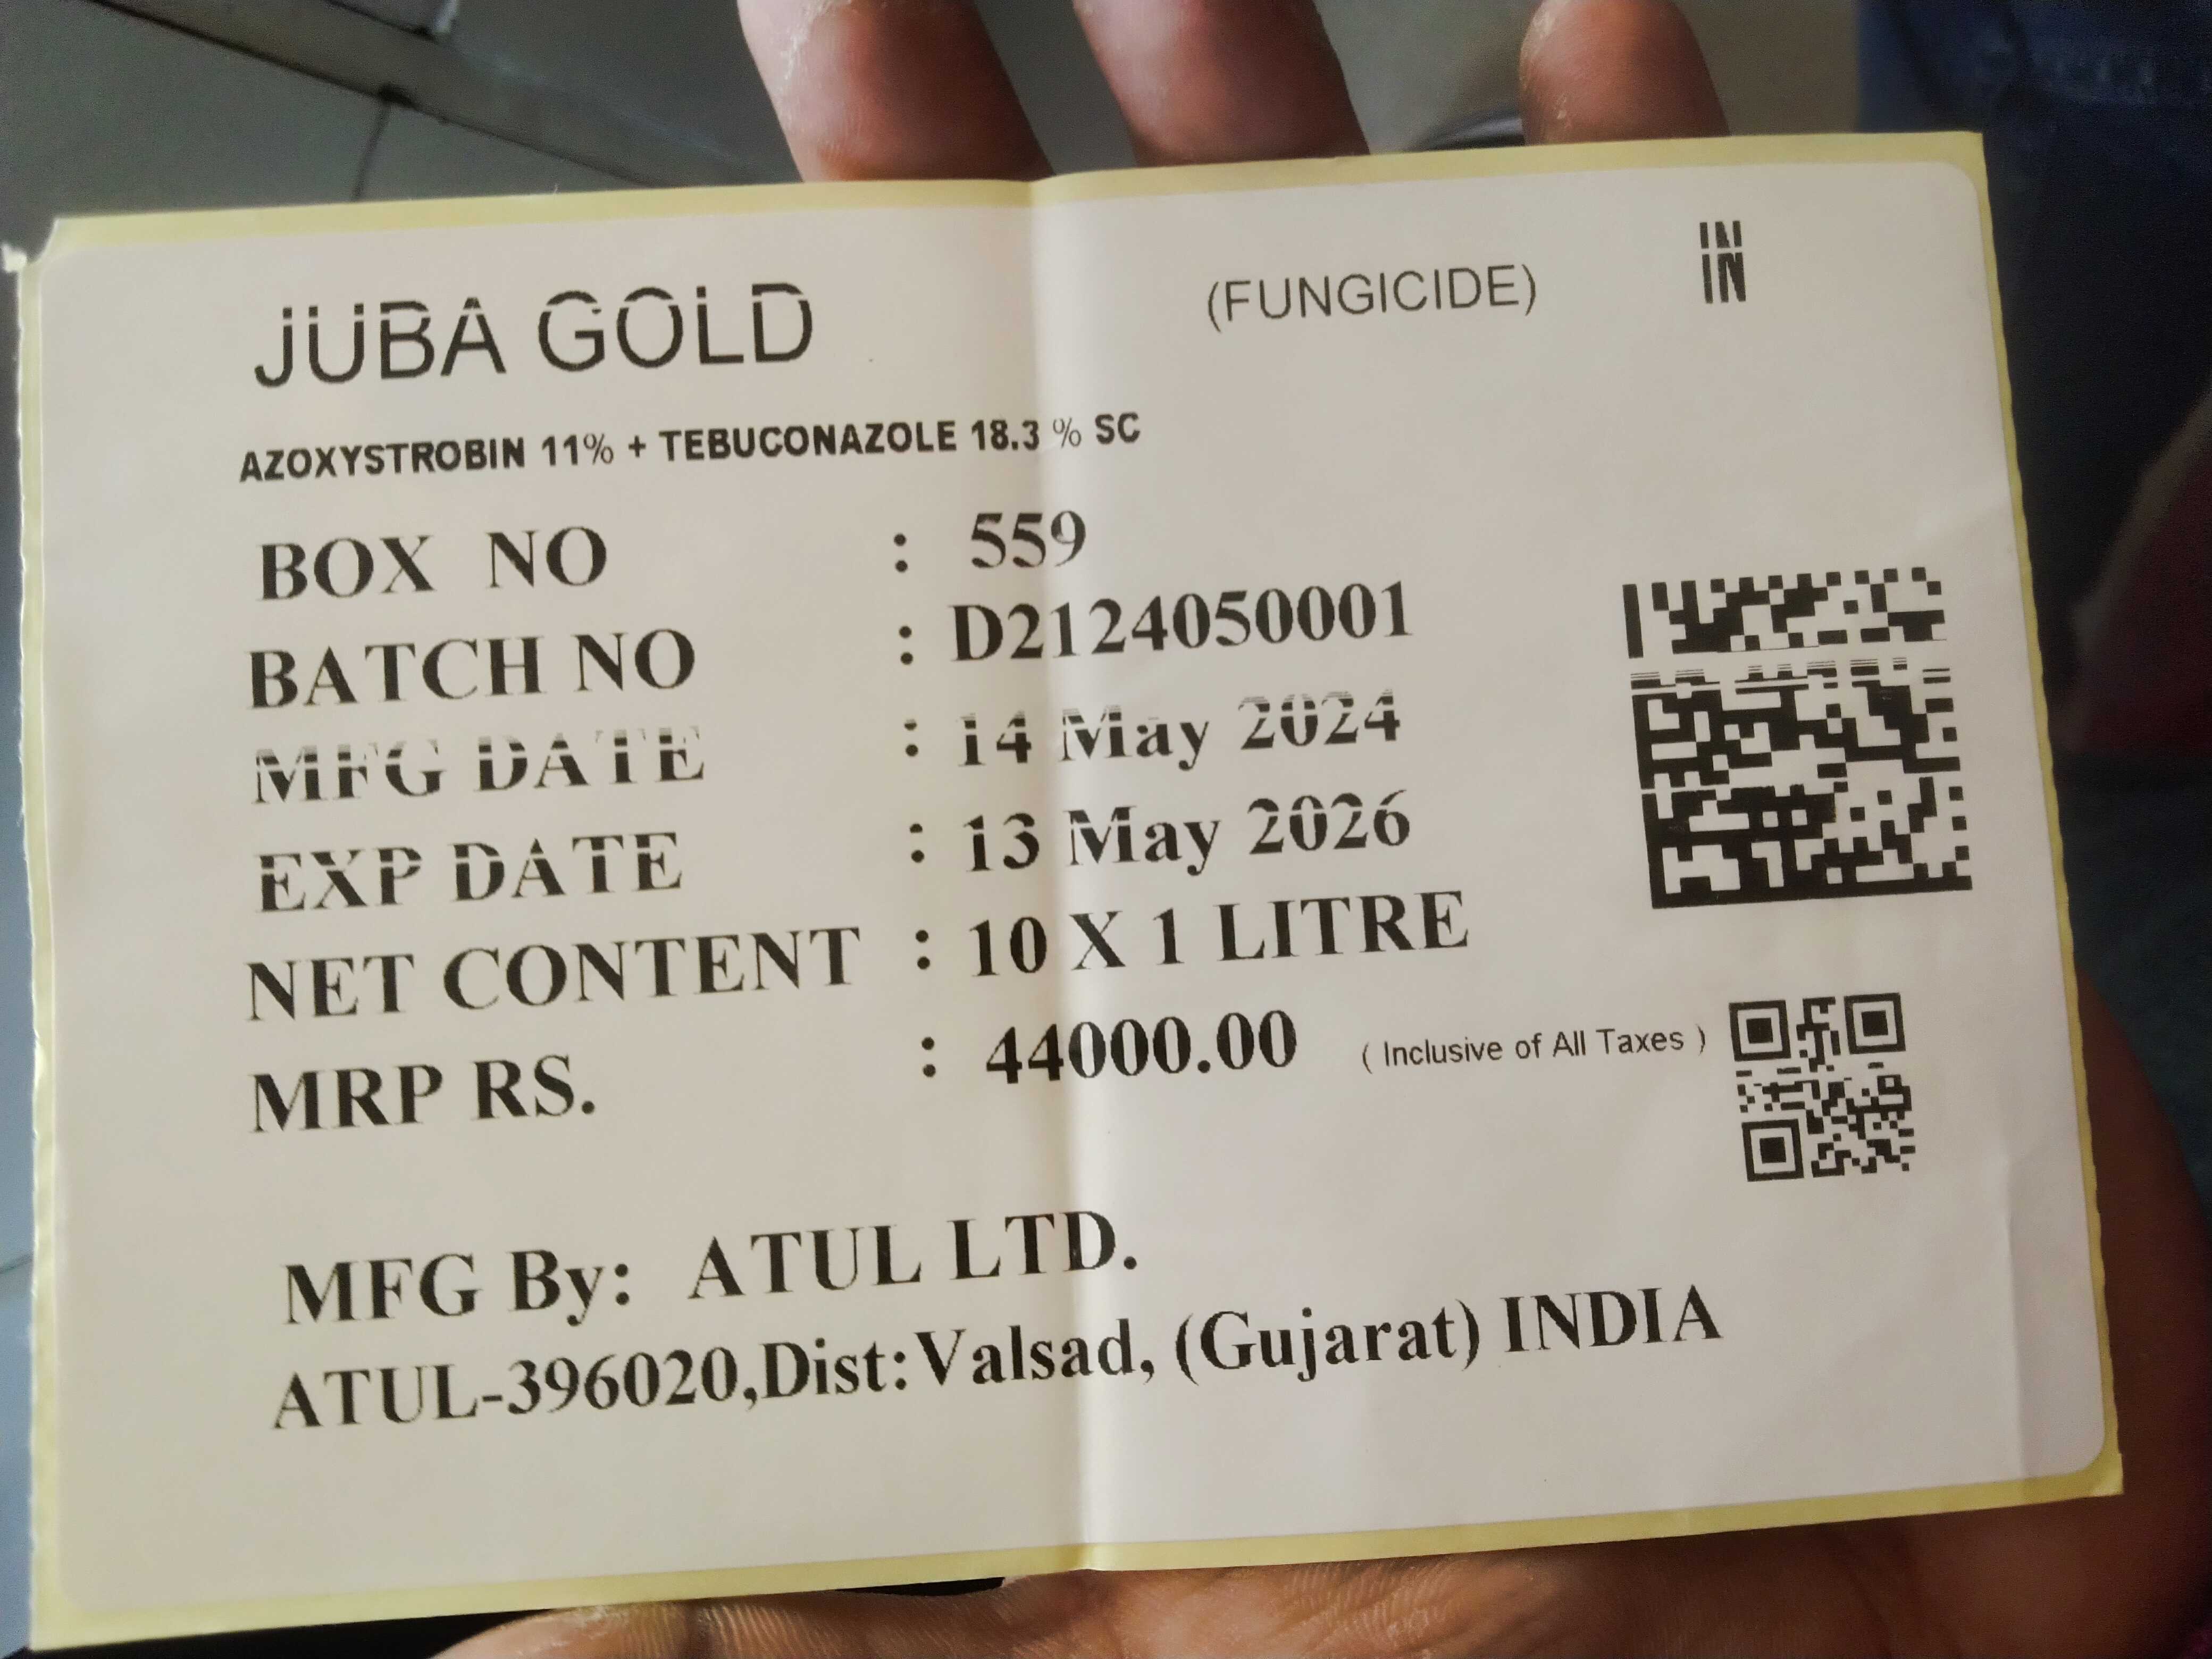 JUBA GOLD (FUNGICIDE) IN
IN
AZOXYSTROBIN 11% + TEBUCONAZOLE 18.3 % SC
BOX NO : 559
BATCH NO : D2124050001
MFG DATE : 14 May 2024
EXP DATE : 13 May 2026
NET CONTENT : 10 X 1 LITRE
MRP RS. : 44000.00 ( Inclusive of All Taxes )
MFG By: ATUL LTD.
ATUL-396020,Dist:Valsad, (Gujarat) INDIA